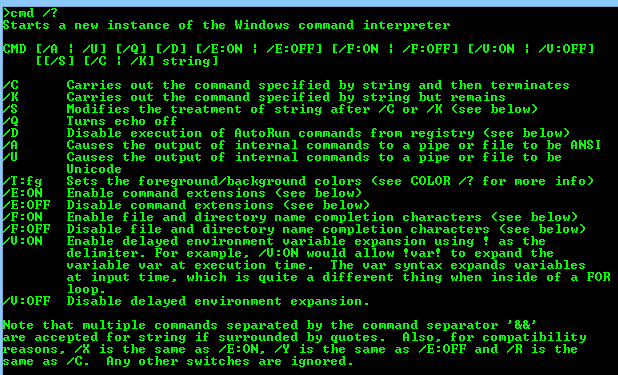 >cmd /?
Starts a new instance of the Windows command interpreter
CMD [/A ¦ /U] [/Q] [/D] [/E:ON ¦ /E:OFF] [/F:ON ¦ /F:OFF] [/V:ON ¦ /V:OFF]
[[/S] [/C ¦ /K] string]
/C Carries out the command specified by string and then terminates
/K Carries out the command specified by string but remains
/S Modifies the treatment of string after /C or /K (see below)
/Q Turns echo off
/D Disable execution of AutoRun commands from registry (see below)
/A Causes the output of internal commands to a pipe or file to be ANSI
/U Causes the output of internal commands to a pipe or file to be
Unicode
/T:fg Sets the foreground/background colors (see COLOR /? for more info)
/E:ON Enable command extensions (see below)
/E:OFF Disable command extensions (see below)
/F:ON Enable file and directory name completion characters (see below)
/F:OFF Disable file and directory name completion characters (see below)
/V:ON Enable delayed environment variable expansion using ! as the
delimiter. For example, /V:ON would allow !var! to expand the
variable var at execution time. The var syntax expands variables
at input time, which is quite a different thing when inside of a FOR
loop.
/V:OFF Disable delayed environment expansion.
Note that multiple commands separated by the command separator '&&'
are accepted for string if surrounded by quotes. Also, for compatibility
reasons, /X is the same as /E:ON, /Y is the same as /E:OFF and /R is the
same as /C. Any other switches are ignored.